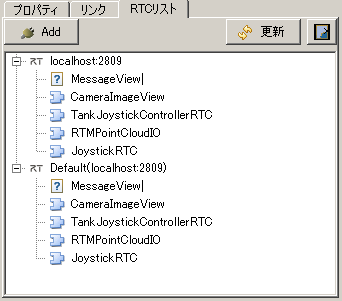 プロパティ リンク RTCリスト
Add 更新
RT localhost:2809
? MessageView|
CameraImageView
TankJoystickControllerRTC
RTMPointCloudIO
JoystickRTC
RT Default(localhost:2809)
? MessageView|
CameraImageView
TankJoystickControllerRTC
RTMPointCloudIO
JoystickRTC